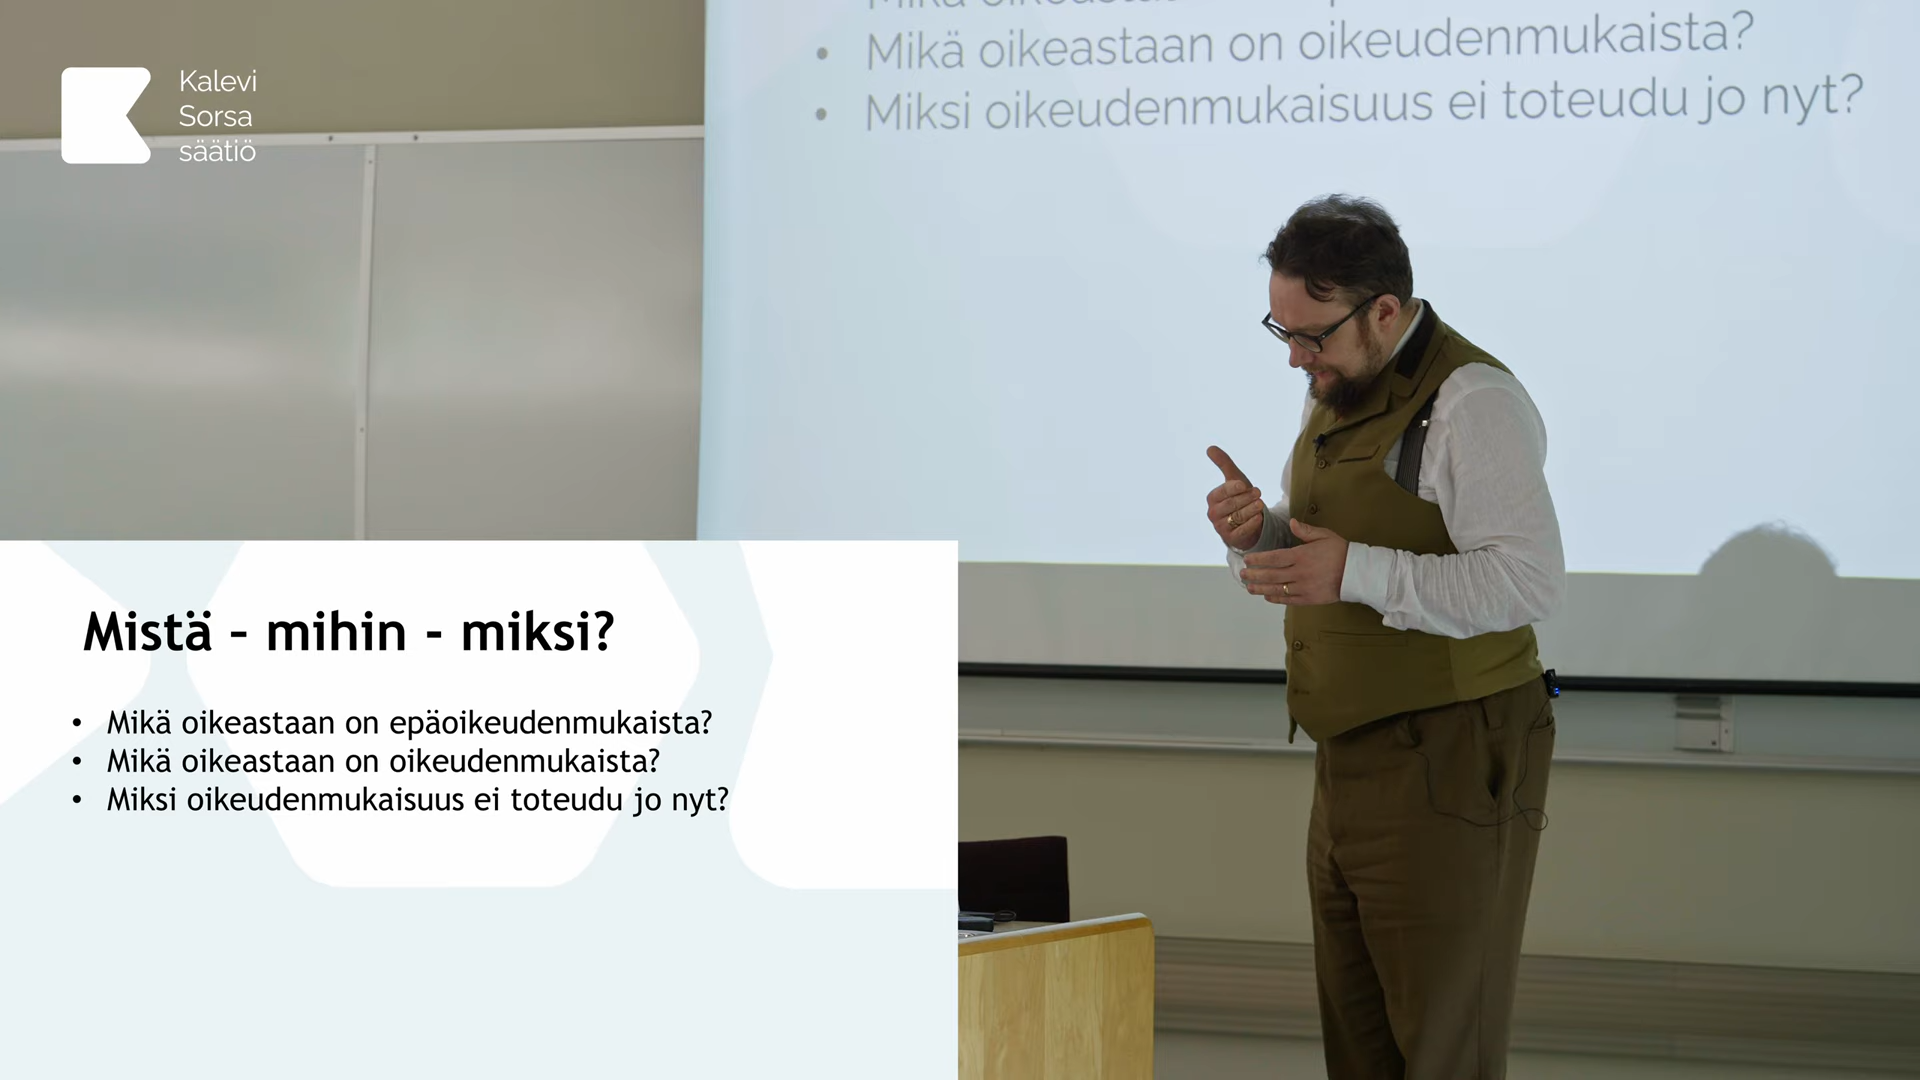 Kalevi
Sorsa
säätiö
• Mikä oikeastaan on oikeudenmukaista?
• Miksi oikeudenmukaisuus ei toteudu jo nyt?
Mistä – mihin - miksi?
• Mikä oikeastaan on epäoikeudenmukaista?
• Mikä oikeastaan on oikeudenmukaista?
• Miksi oikeudenmukaisuus ei toteudu jo nyt?